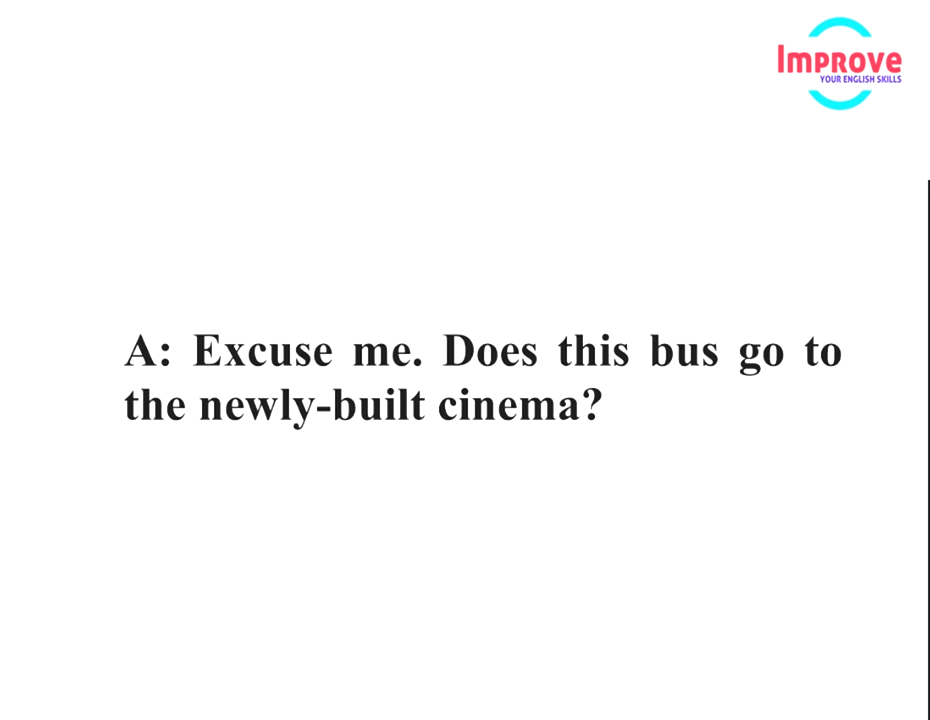 Improve
YOUR ENGLISH SKILLS
A: Excuse me. Does this bus go to
the newly-built cinema?